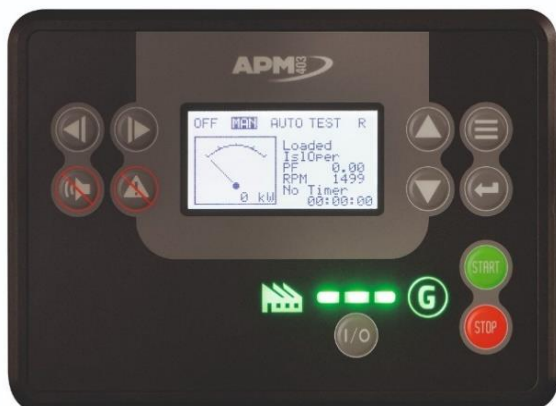 APM403
OFF MAN AUTO TEST R
Loaded
IslOper
PF 0.00
RPM 1499
No Timer
00:00:00
0 kW
START
G
I/O
STOP